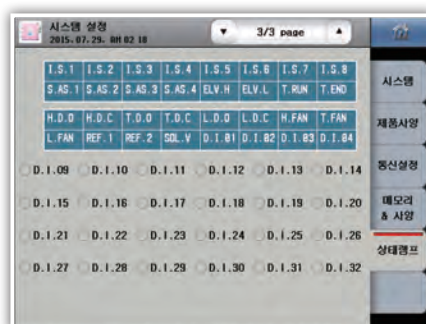 시스템 설정
2015.07.29. AM 02 18
▼ 3/3 page ▲
I.S.1 I.S.2 I.S.3 I.S.4 I.S.5 I.S.6 I.S.7 I.S.8
S.AS.1 S.AS.2 S.AS.3 S.AS.4 ELV.H ELV.L T.RUN T.END
H.D.O H.D.C T.D.O T.D.C L.D.O L.D.C H.FAN T.FAN
L.FAN REF.1 REF.2 SOL.V D.I.01 D.I.02 D.I.03 D.I.04
D.I.09 D.I.10 D.I.11 D.I.12 D.I.13 D.I.14
D.I.15 D.I.16 D.I.17 D.I.18 D.I.19 D.I.20
D.I.21 D.I.22 D.I.23 D.I.24 D.I.25 D.I.26
D.I.27 D.I.28 D.I.29 D.I.30 D.I.31 D.I.32
시스템
제품사양
통신설정
메모리
& 사양
상태램프